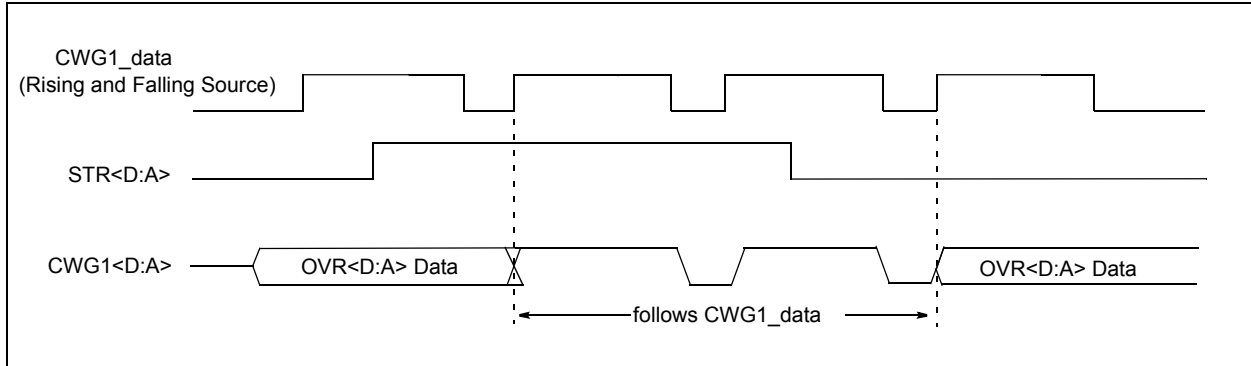 CWG1_data
(Rising and Falling Source)
STR<D:A>
CWG1<D:A>
OVR<D:A> Data
OVR<D:A> Data
follows CWG1_data